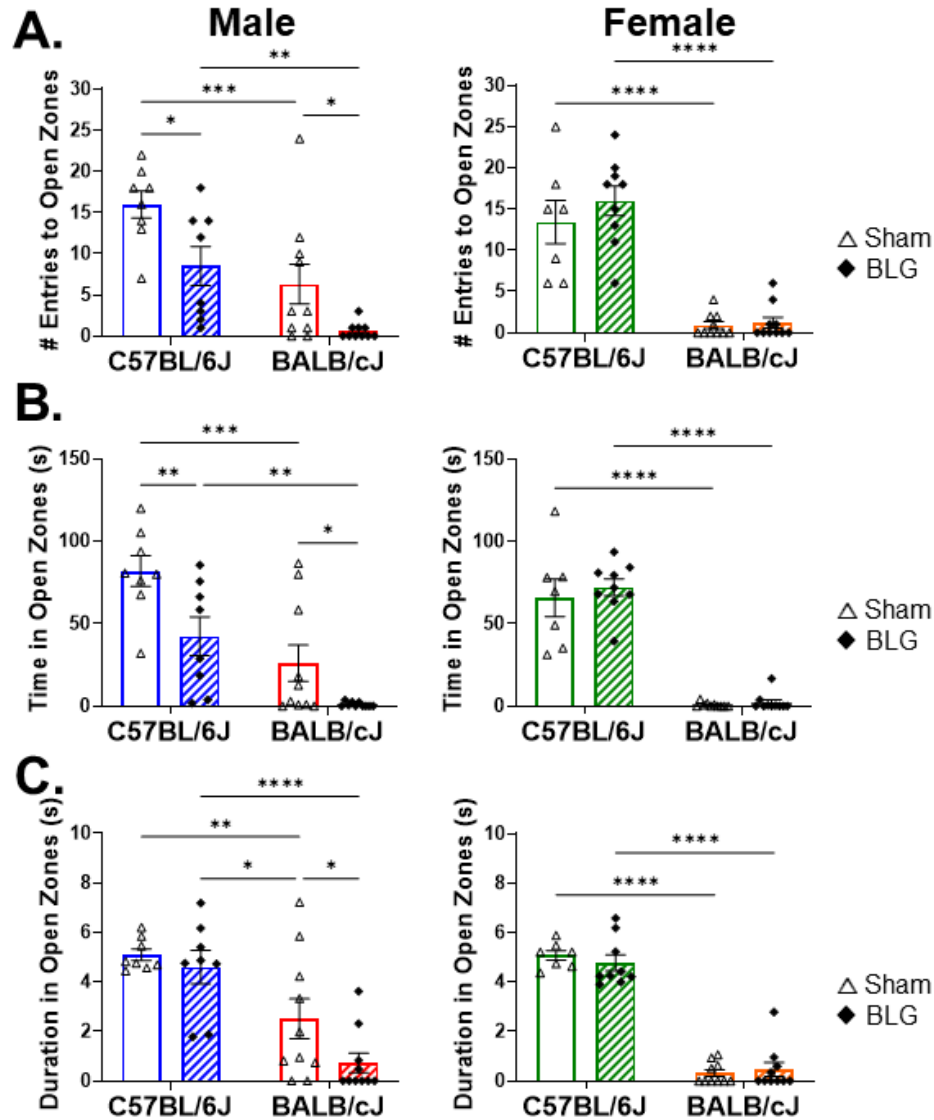 A.
Male
Female
**
***
*
*
****
****
# Entries to Open Zones
30
25
20
15
10
5
0
C57BL/6J
BALB/cJ
# Entries to Open Zones
30
25
20
15
10
5
0
C57BL/6J
BALB/cJ
Sham
BLG
B.
***
**
**
*
****
****
Time in Open Zones (s)
150
100
50
0
C57BL/6J
BALB/cJ
Time in Open Zones (s)
150
100
50
0
C57BL/6J
BALB/cJ
Sham
BLG
C.
****
**
*
*
****
****
Duration in Open Zones (s)
10
8
6
4
2
0
C57BL/6J
BALB/cJ
Duration in Open Zones (s)
10
8
6
4
2
0
C57BL/6J
BALB/cJ
Sham
BLG